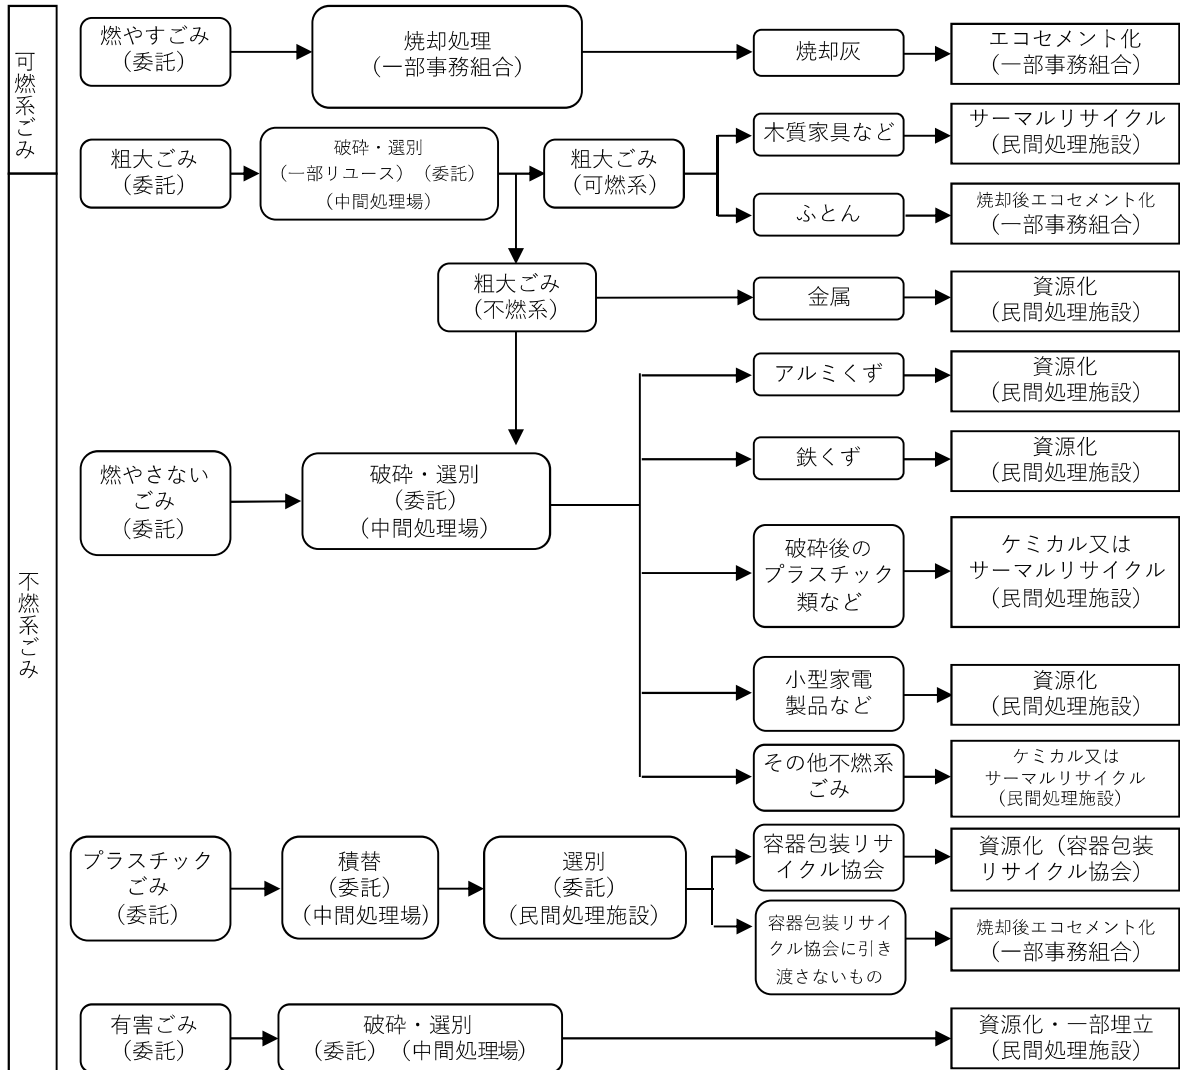 可燃系ごみ
燃やすごみ
（委託）
焼却処理
（一部事務組合）
焼却灰
エコセメント化
（一部事務組合）
粗大ごみ
（委託）
破砕・選別
（一部リユース）（委託）
（中間処理場）
粗大ごみ
（可燃系）
木質家具など
サーマルリサイクル
（民間処理施設）
ふとん
焼却後エコセメント化
（一部事務組合）
不燃系ごみ
粗大ごみ
（不燃系）
金属
資源化
（民間処理施設）
燃やさない
ごみ
（委託）
破砕・選別
（委託）
（中間処理場）
アルミくず
資源化
（民間処理施設）
鉄くず
資源化
（民間処理施設）
破砕後の
プラスチック
類など
ケミカル又は
サーマルリサイクル
（民間処理施設）
小型家電
製品など
資源化
（民間処理施設）
その他不燃系
ごみ
ケミカル又は
サーマルリサイクル
（民間処理施設）
プラスチック
ごみ
（委託）
積替
（委託）
（中間処理場）
選別
（委託）
（民間処理施設）
容器包装リサ
イクル協会
資源化（容器包装
リサイクル協会）
容器包装リサイ
クル協会に引き
渡さないもの
焼却後エコセメント化
（一部事務組合）
有害ごみ
（委託）
破砕・選別
（委託）（中間処理場）
資源化・一部埋立
（民間処理施設）